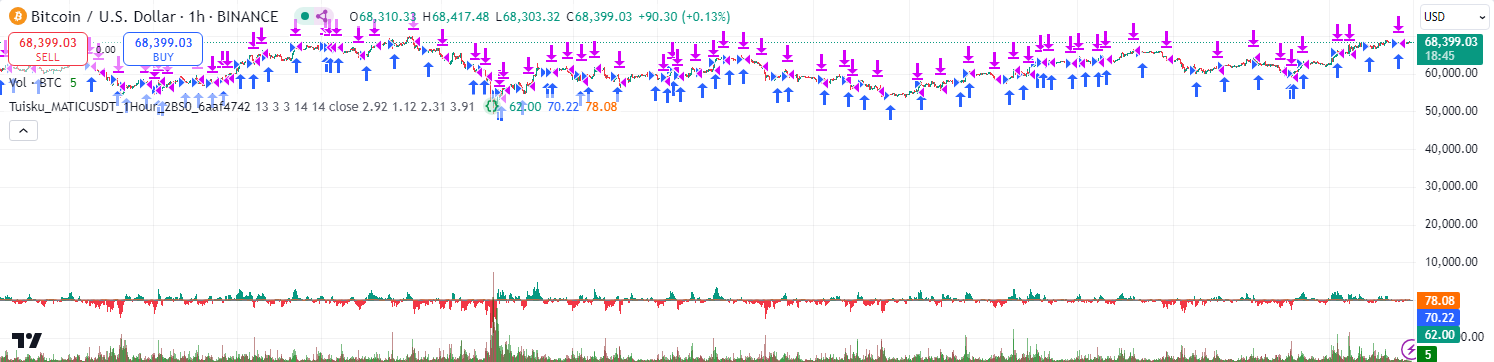 Bitcoin / U.S. Dollar · 1h · BINANCE O68,310.33 H68,417.48 L68,303.32 C68,399.03 +90.30 (+0.13%)
USD
68,399.03 SELL
0.00
68,399.03 BUY
68,399.03
18:45
60,000.00
Vol · BTC 5
13 3 3 14 14 close 2.92 1.12 2.31 3.91 62.00 70.22 78.08
50,000.00
40,000.00
30,000.00
20,000.00
10,000.00
78.08
70.22
62.00
5